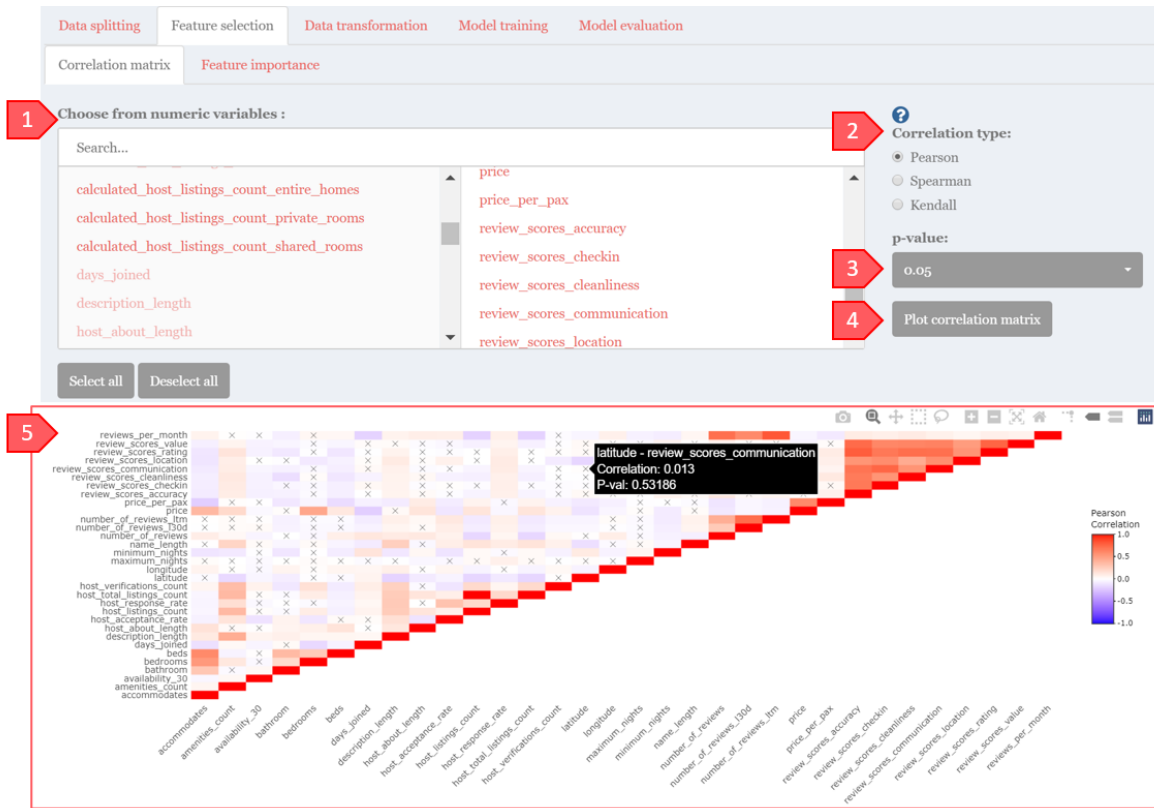 Data splitting Feature selection Data transformation Model training Model evaluation
Correlation matrix Feature importance
1 Choose from numeric variables :
Search...
calculated_host_listings_count_entire_homes
calculated_host_listings_count_private_rooms
calculated_host_listings_count_shared_rooms
days_joined
description_length
host_about_length
price
price_per_pax
review_scores_accuracy
review_scores_checkin
review_scores_cleanliness
review_scores_communication
review_scores_location
Select all Deselect all
?
2 Correlation type:
Pearson
Spearman
Kendall
p-value:
3 0.05
4 Plot correlation matrix
5
reviews_per_month
review_scores_value
review_scores_rating
review_scores_location
review_scores_communication
review_scores_cleanliness
review_scores_checkin
review_scores_accuracy
price_per_pax
price
number_of_reviews_ltm
number_of_reviews_l30d
number_of_reviews
name_length
minimum_nights
maximum_nights
longitude
latitude
host_verifications_count
host_total_listings_count
host_response_rate
host_listings_count
host_acceptance_rate
host_about_length
description_length
days_joined
beds
bedrooms
bathroom
availability_30
amenities_count
accommodates
latitude - review_scores_communication
Correlation: 0.013
P-val: 0.53186
Pearson
Correlation
1.0
0.5
0.0
-0.5
-1.0
accommodates
amenities_count
availability_30
bathroom
bedrooms
beds
days_joined
description_length
host_about_length
host_acceptance_rate
host_listings_count
host_response_rate
host_total_listings_count
host_verifications_count
latitude
longitude
maximum_nights
minimum_nights
name_length
number_of_reviews
number_of_reviews_l30d
number_of_reviews_ltm
price
price_per_pax
review_scores_accuracy
review_scores_checkin
review_scores_cleanliness
review_scores_communication
review_scores_location
review_scores_rating
review_scores_value
reviews_per_month